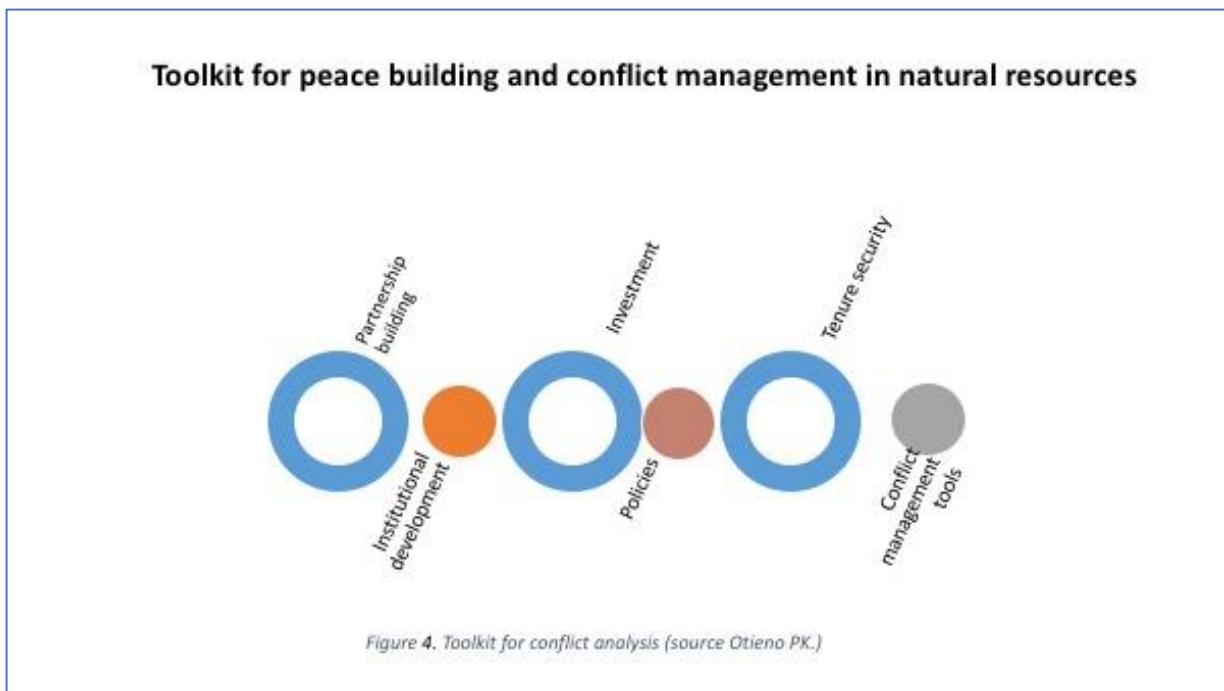 Toolkit for peace building and conflict management in natural resources
Partnership
building
Institutional
development
Investment
Policies
Tenure security
Conflict
management
tools
Figure 4. Toolkit for conflict analysis (source Otieno PK.)